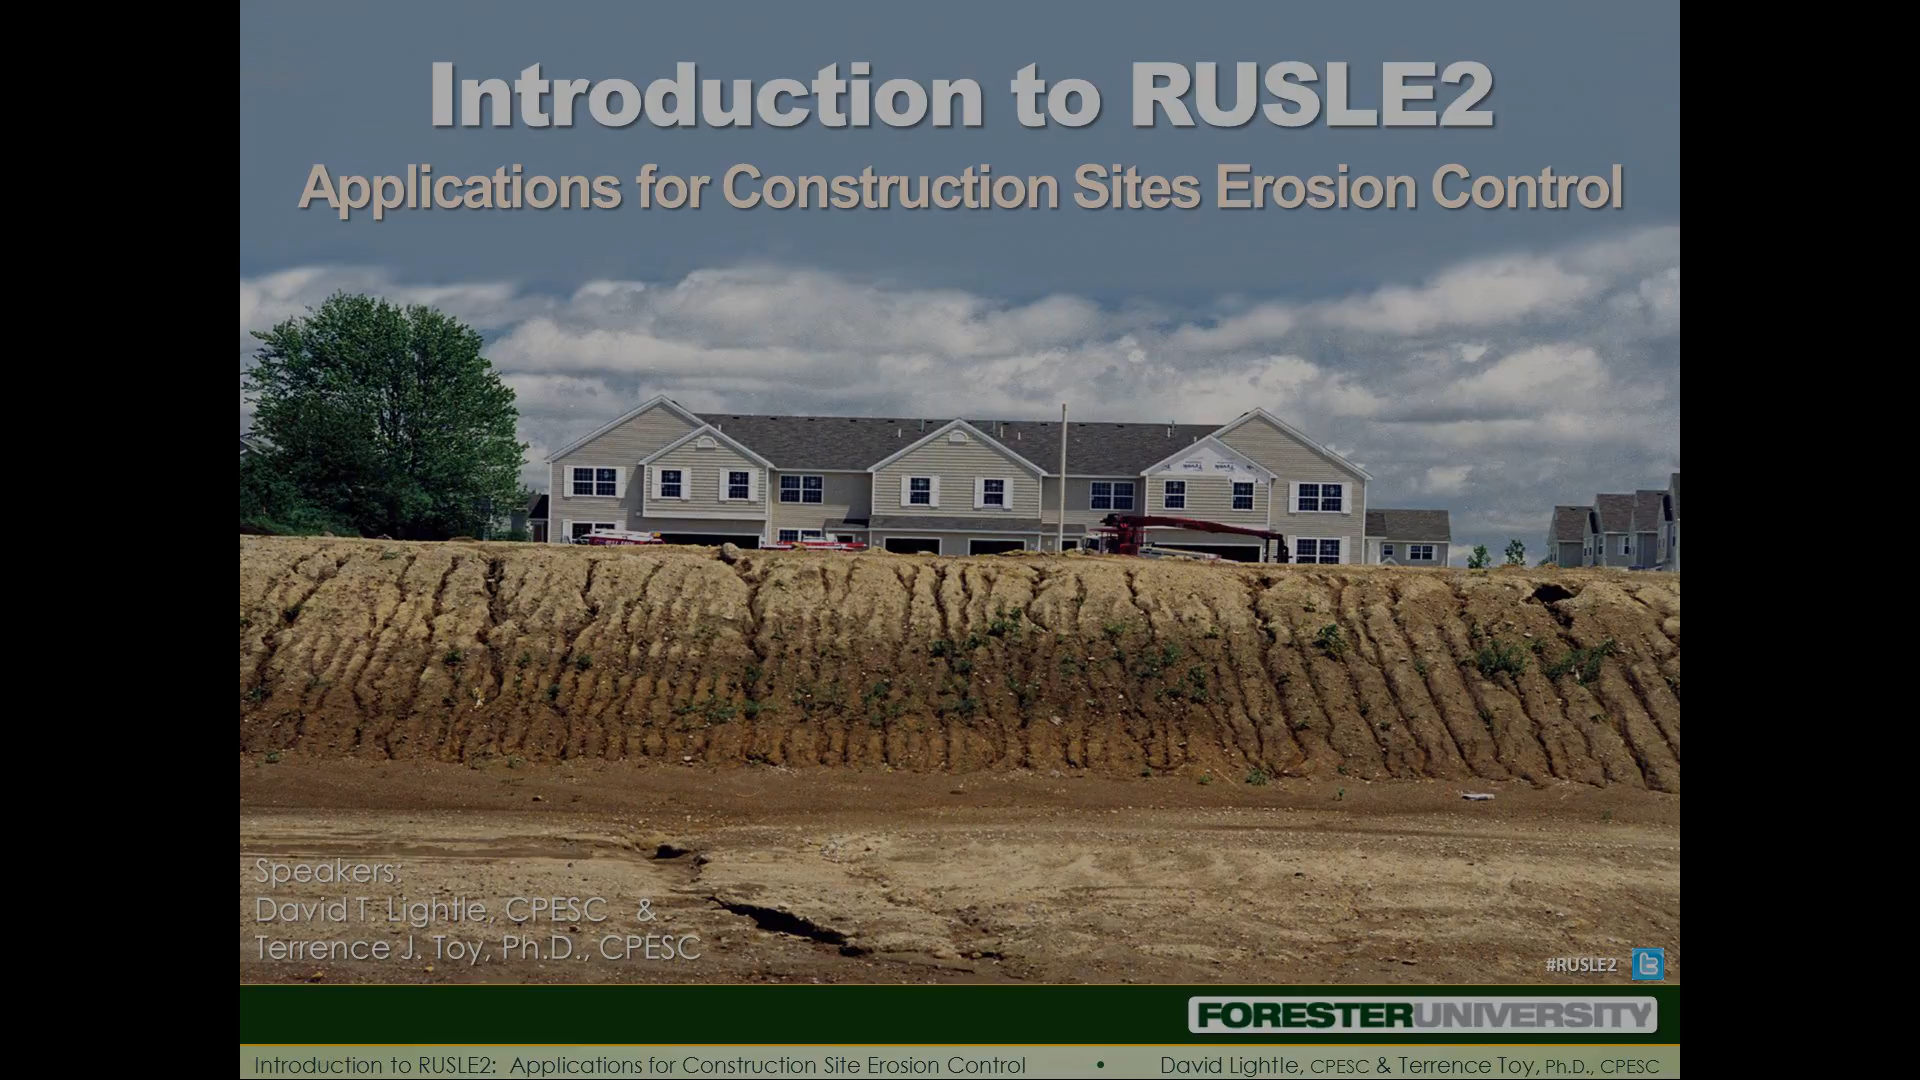 Introduction to RUSLE2
Applications for Construction Sites Erosion Control
Speakers:
David T. Lightle, CPESC &
Terrence J. Toy, Ph.D., CPESC
#RUSLE2
FORESTERUNIVERSITY
Introduction to RUSLE2: Applications for Construction Site Erosion Control • David Lightle, CPESC & Terrence Toy, Ph.D., CPESC